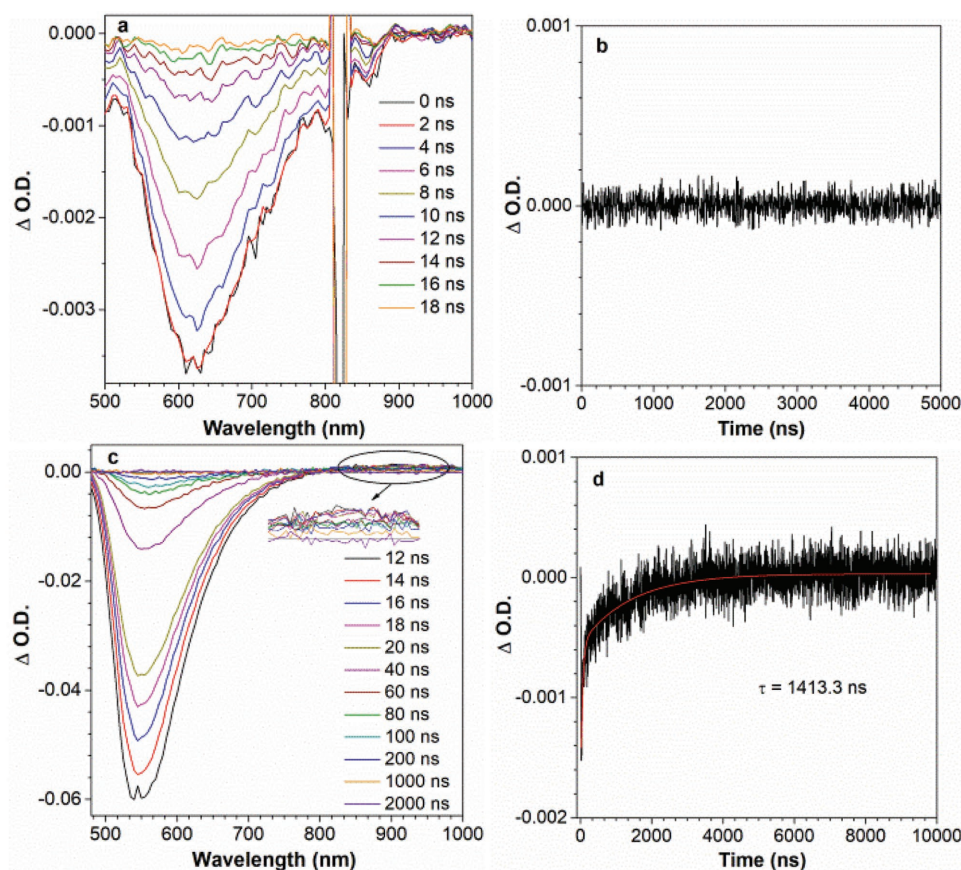 a
0.000
-0.001
-0.002
-0.003
Δ O.D.
0 ns
2 ns
4 ns
6 ns
8 ns
10 ns
12 ns
14 ns
16 ns
18 ns
500 600 700 800 900 1000
Wavelength (nm)
b
0.001
0.000
-0.001
Δ O.D.
0 1000 2000 3000 4000 5000
Time (ns)
c
0.00
-0.02
-0.04
-0.06
Δ O.D.
12 ns
14 ns
16 ns
18 ns
20 ns
40 ns
60 ns
80 ns
100 ns
200 ns
1000 ns
2000 ns
500 600 700 800 900 1000
Wavelength (nm)
d
0.001
0.000
-0.001
-0.002
Δ O.D.
τ = 1413.3 ns
0 2000 4000 6000 8000 10000
Time (ns)